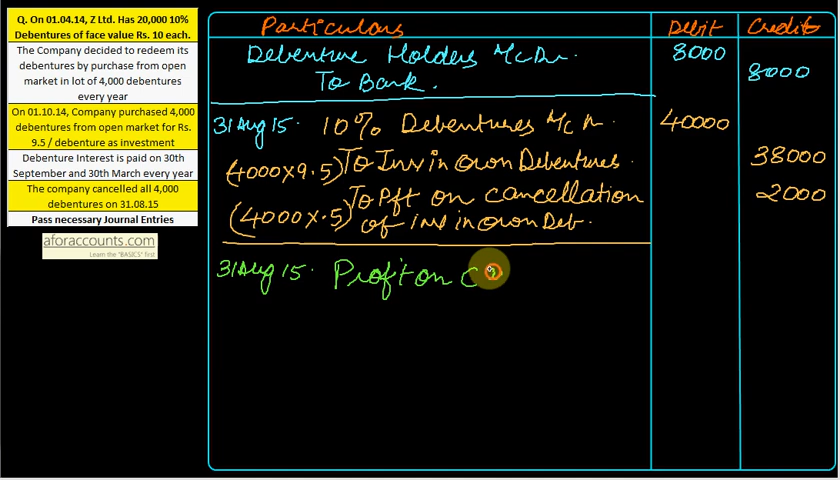 Q. On 01.04.14, Z Ltd. Has 20,000 10%
Debentures of face value Rs. 10 each.
The Company decided to redeem its
debentures by purchase from open
market in lot of 4,000 debentures
every year
On 01.10.14, Company purchased 4,000
debentures from open market for Rs.
9.5 / debenture as investment
Debenture Interest is paid on 30th
September and 30th March every year
The company cancelled all 4,000
debentures on 31.08.15
Pass necessary Journal Entries
aforaccounts.com
Learn the "BASICS" first
Particulars Debit Credit
Debenture Holders A/c Dr. 8000
To Bank. 8000
31 Aug 15. 10% Debentures A/c Dr. 40000
(4000x9.5) To Inv in own Debentures. 38000
(4000x.5) To Pft on cancellation 2000
of inv in own Deb.
31 Aug 15. Profit on C